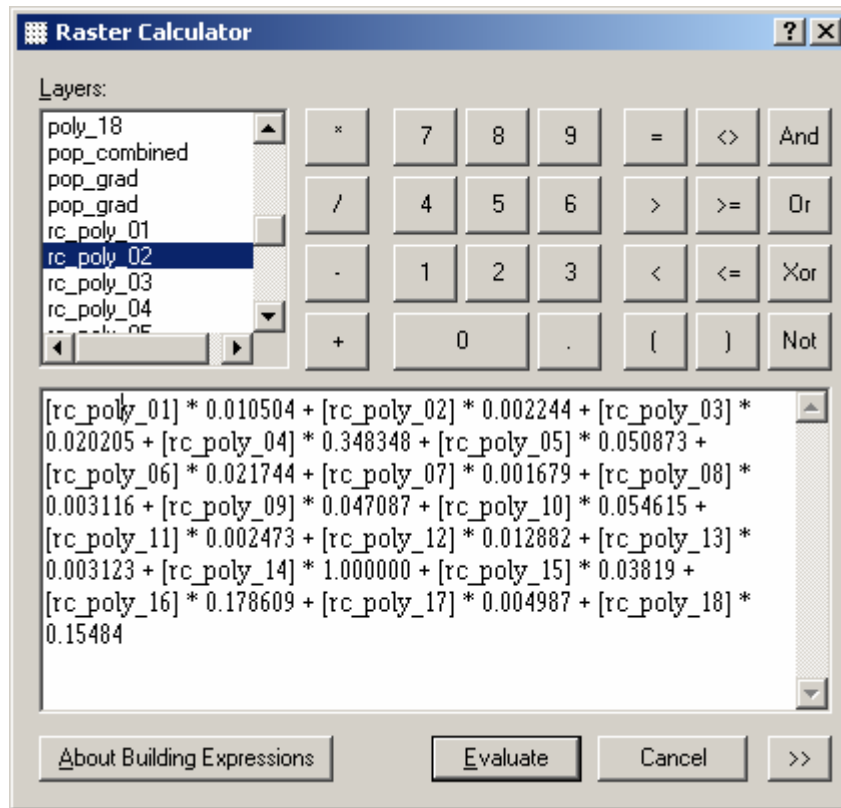 Raster Calculator
Layers:
poly_18
pop_combined
pop_grad
pop_grad
rc_poly_01
rc_poly_02
rc_poly_03
rc_poly_04
rc_poly_05
* 7 8 9 = <> And
/ 4 5 6 > >= Or
- 1 2 3 < <= Xor
+ 0 . ( ) Not
[rc_poly_01] * 0.010504 + [rc_poly_02] * 0.002244 + [rc_poly_03] *
0.020205 + [rc_poly_04] * 0.348348 + [rc_poly_05] * 0.050873 +
[rc_poly_06] * 0.021744 + [rc_poly_07] * 0.001679 + [rc_poly_08] *
0.003116 + [rc_poly_09] * 0.047087 + [rc_poly_10] * 0.054615 +
[rc_poly_11] * 0.002473 + [rc_poly_12] * 0.012882 + [rc_poly_13] *
0.003123 + [rc_poly_14] * 1.000000 + [rc_poly_15] * 0.03819 +
[rc_poly_16] * 0.178609 + [rc_poly_17] * 0.004987 + [rc_poly_18] *
0.15484
About Building Expressions Evaluate Cancel >>